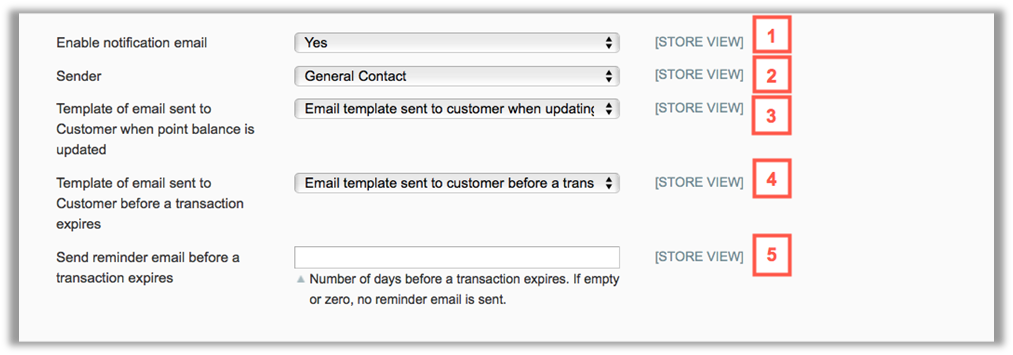 Enable notification email Yes [STORE VIEW] 1
Sender General Contact [STORE VIEW] 2
Template of email sent to Email template sent to customer when updating [STORE VIEW] 3
Customer when point balance is
updated
Template of email sent to Email template sent to customer before a trans [STORE VIEW] 4
Customer before a transaction
expires
Send reminder email before a [STORE VIEW] 5
transaction expires
Number of days before a transaction expires. If empty
or zero, no reminder email is sent.